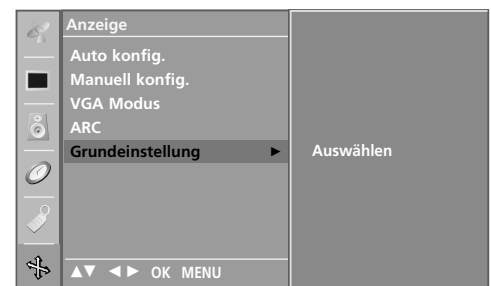 Anzeige
Auto konfig.
Manuell konfig.
VGA Modus
ARC
Grundeinstellung ► Auswählen
▲▼ ◄► OK MENU